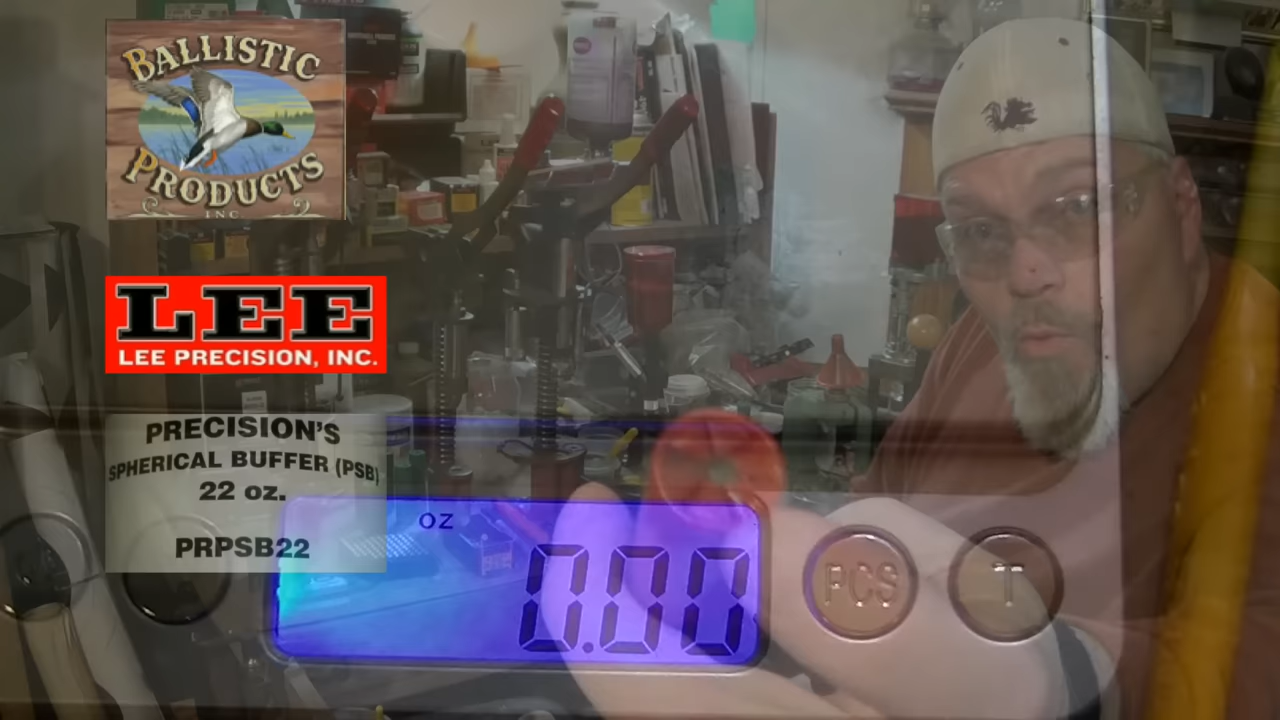 BALLISTIC
PRODUCTS
INC.
LEE
LEE PRECISION, INC.
PRECISION'S
SPHERICAL BUFFER (PSB)
22 oz.
PRPSB22
OZ
0.00
PCS
T